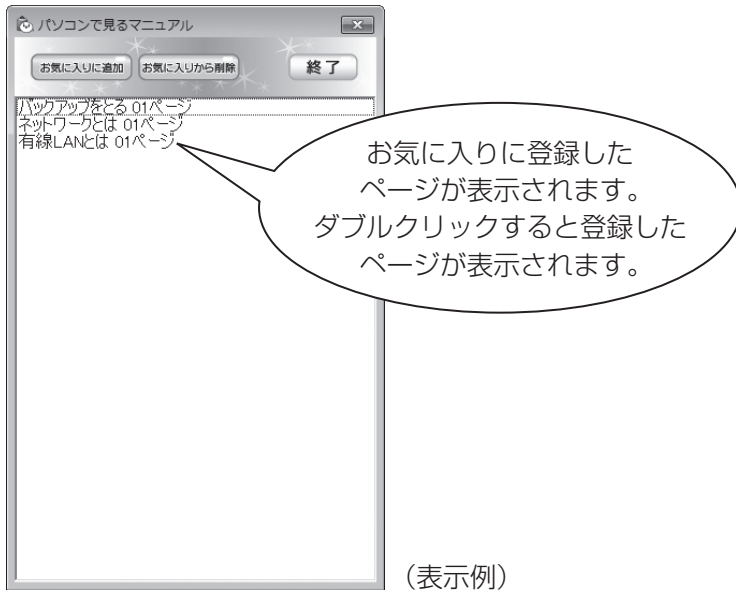 パソコンで見るマニュアル
お気に入りに追加 お気に入りから削除 終了
バックアップをとる 01ページ
ネットワークとは 01ページ
有線LANとは 01ページ
お気に入りに登録した
ページが表示されます。
ダブルクリックすると登録した
ページが表示されます。
（表示例）